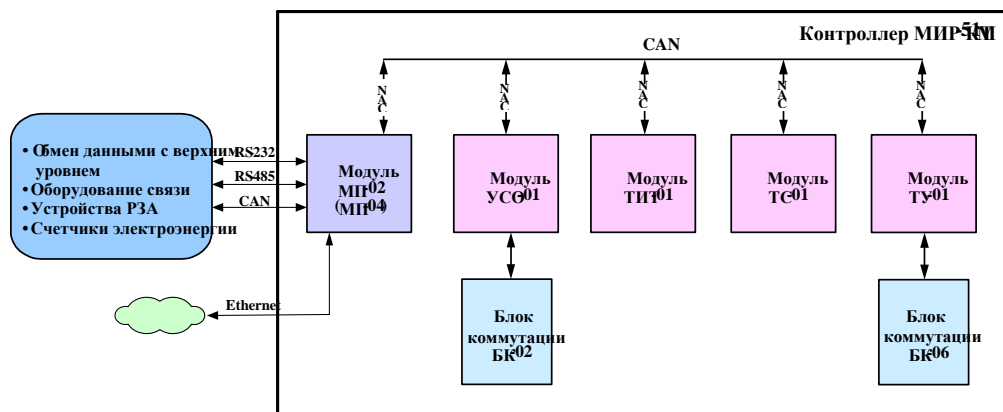 Контроллер МИР КМ-51М
CAN
CAN
CAN
CAN
CAN
CAN
• Обмен данными с верхним
уровнем
• Оборудование связи
• Устройства РЗА
• Счетчики электроэнергии
RS232
RS485
CAN
Модуль
МП-02
(МП-04)
Модуль
УСО-01
Модуль
ТИТ-01
Модуль
ТС-01
Модуль
ТУ-01
Ethernet
Блок
коммутации
БК-02
Блок
коммутации
БК-06